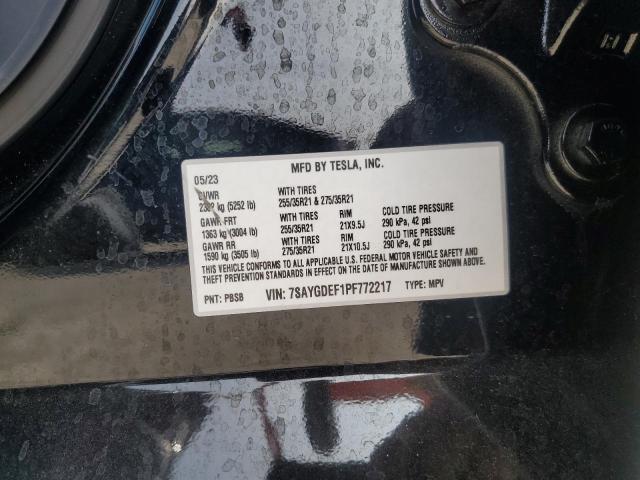 MFD BY TESLA, INC.
05/23
GVWR WITH TIRES
(5252 lb) 255/35R21 & 275/35R21
GAWR FRT WITH TIRES RIM COLD TIRE PRESSURE
1363 kg (3004 lb) 255/35R21 21X9.5J 290 kPa, 42 psi
GAWR RR WITH TIRES RIM COLD TIRE PRESSURE
1590 kg (3505 lb) 275/35R21 21X10.5J 290 kPa, 42 psi
THIS VEHICLE CONFORMS TO ALL APPLICABLE U.S. FEDERAL MOTOR VEHICLE SAFETY AND
THEFT PREVENTION STANDARDS IN EFFECT ON THE DATE OF MANUFACTURE SHOWN ABOVE.
PNT: PBSB VIN: 7SAYGDEF1PF772217 TYPE: MPV